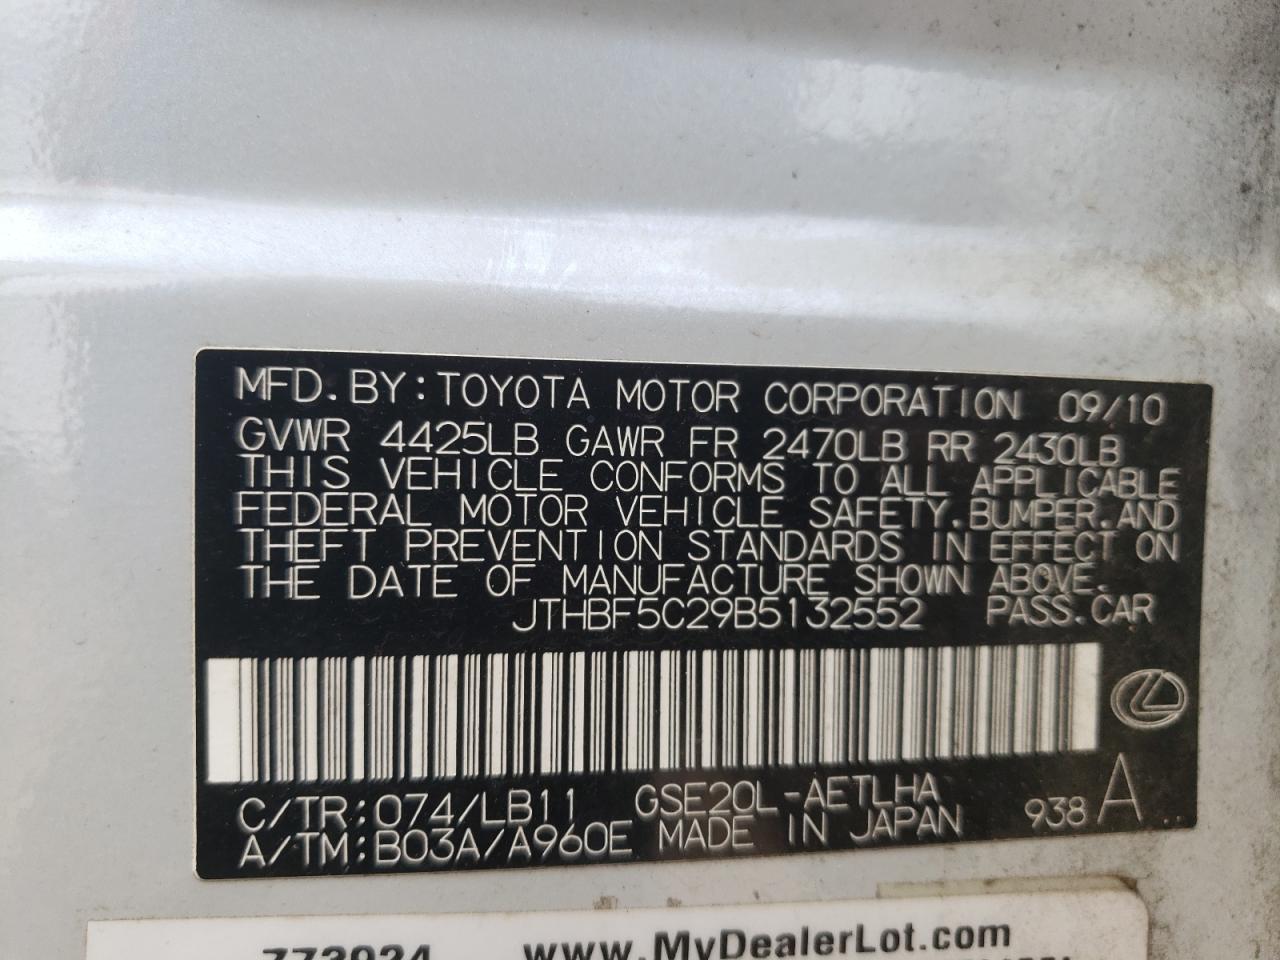 MFD. BY: TOYOTA MOTOR CORPORATION 09/10
GVWR 4425LB GAWR FR 2470LB RR 2430LB
THIS VEHICLE CONFORMS TO ALL APPLICABLE
FEDERAL MOTOR VEHICLE SAFETY. BUMPER. AND
THEFT PREVENTION STANDARDS IN EFFECT ON
THE DATE OF MANUFACTURE SHOWN ABOVE.
JTHBF5C29B5132552 PASS. CAR
C/TR: 074/LB11 GSE20L-AETLHA 938 A
A/TM: B03A/A960E MADE IN JAPAN
773924 www.MyDealerLot.com